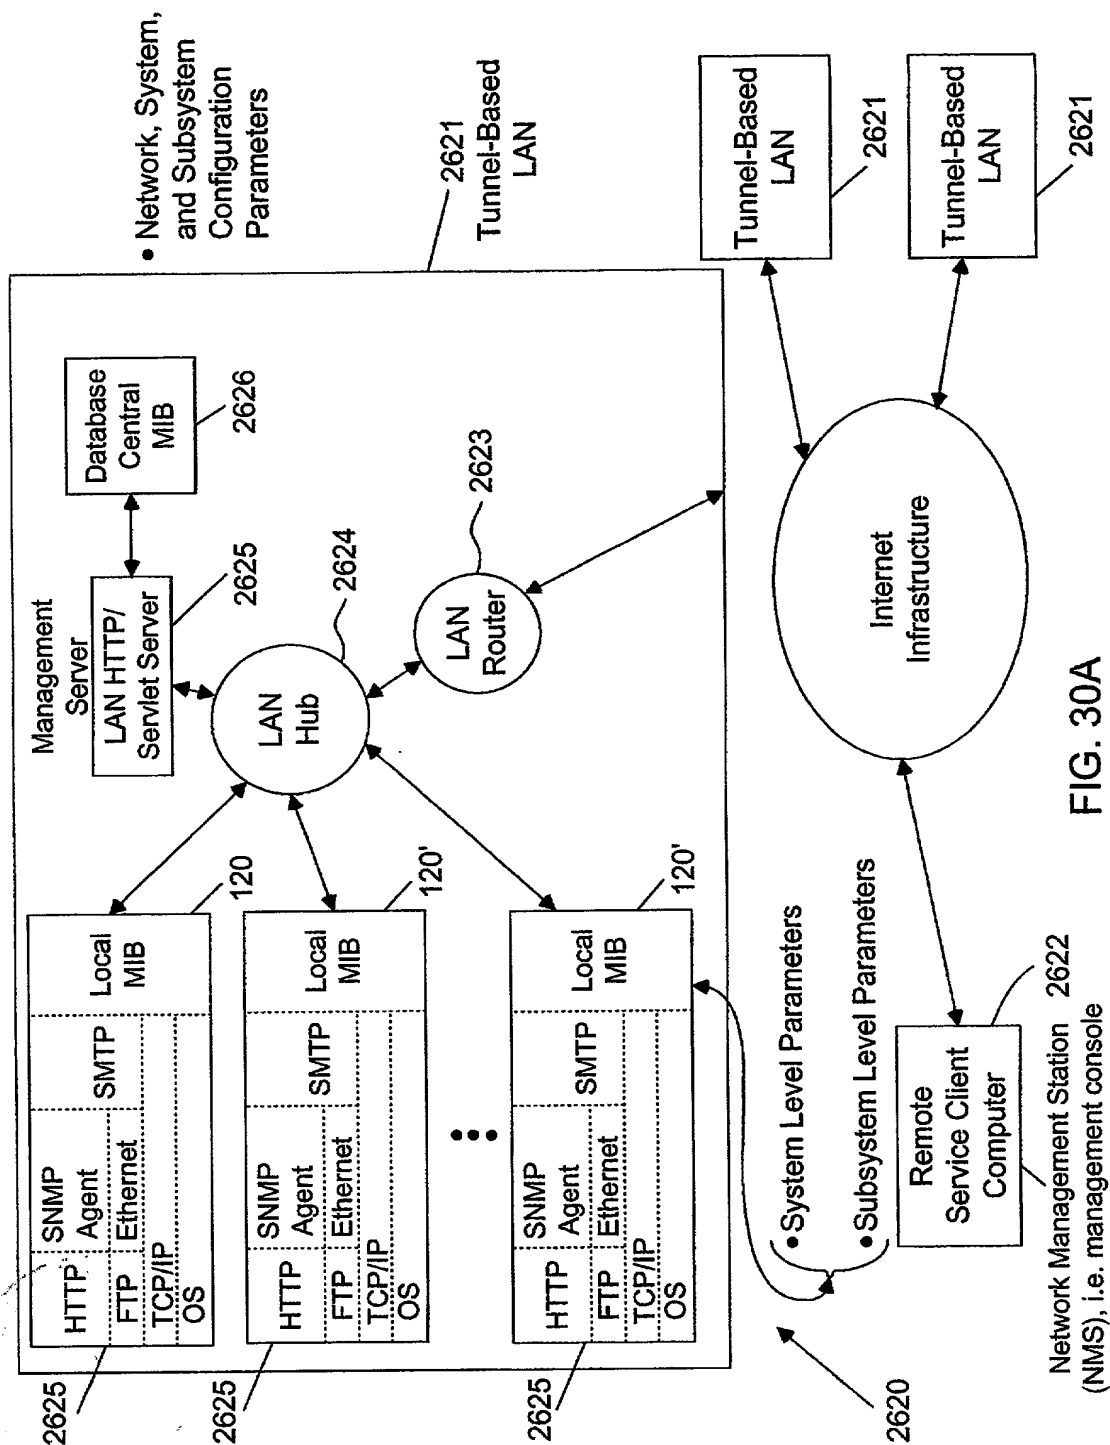 2625
HTTP
SNMP
Agent
SMTP
Local
MIB
FTP
Ethernet
TCP/IP
OS
120
2625
HTTP
SNMP
Agent
SMTP
Local
MIB
FTP
Ethernet
TCP/IP
OS
120'
2625
HTTP
SNMP
Agent
SMTP
Local
MIB
FTP
Ethernet
TCP/IP
OS
120'
Management
Server
LAN HTTP/
Servlet Server
2625
Database
Central
MIB
2626
LAN
Hub
2624
LAN
Router
2623
• Network, System,
and Subsystem
Configuration
Parameters
2621
Tunnel-Based
LAN
2620
• System Level Parameters
• Subsystem Level Parameters
Remote
Service Client
Computer
2622
Network Management Station
(NMS), i.e. management console
Internet
Infrastructure
Tunnel-Based
LAN
2621
Tunnel-Based
LAN
2621
FIG. 30A